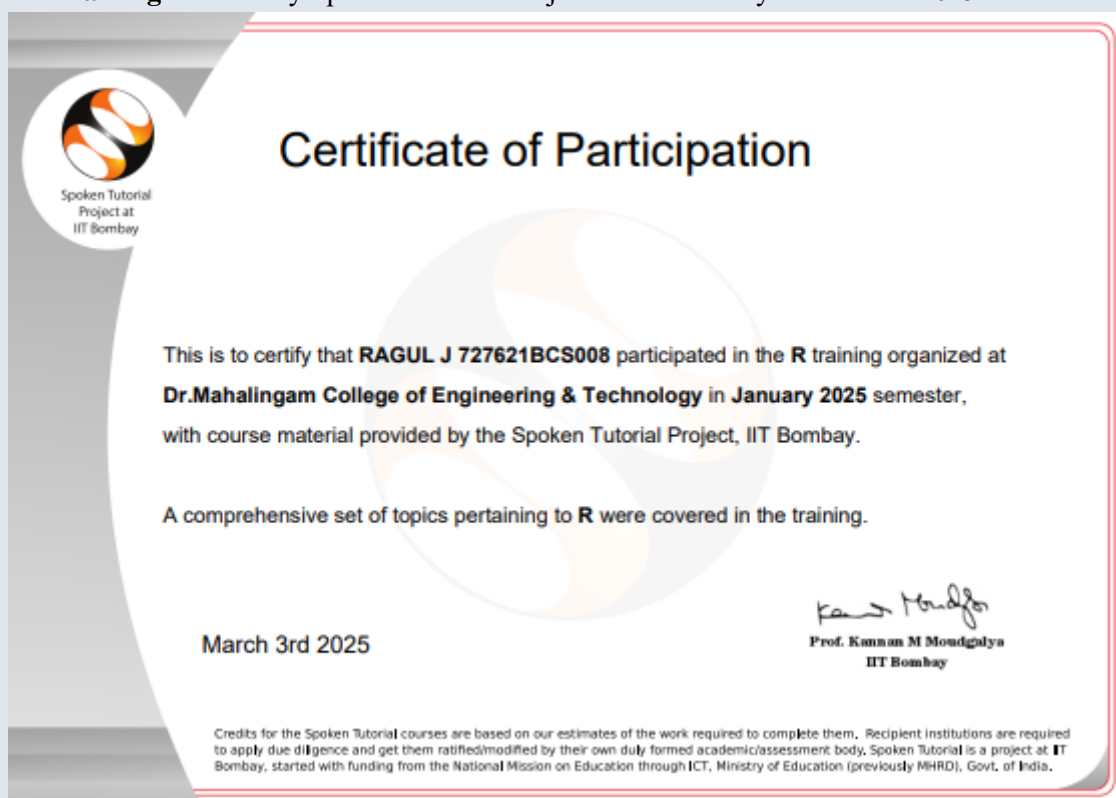 Spoken Tutorial
Project at
IIT Bombay
Certificate of Participation
This is to certify that RAGUL J 727621BCS008 participated in the R training organized at
Dr.Mahalingam College of Engineering & Technology in January 2025 semester,
with course material provided by the Spoken Tutorial Project, IIT Bombay.
A comprehensive set of topics pertaining to R were covered in the training.
March 3rd 2025
Prof. Kannan M Moudgalya
IIT Bombay
Credits for the Spoken Tutorial courses are based on our estimates of the work required to complete them. Recipient institutions are required
to apply due diligence and get them ratified/modified by their own duly formed academic/assessment body. Spoken Tutorial is a project at IIT
Bombay, started with funding from the National Mission on Education through ICT, Ministry of Education (previously MHRD), Govt. of India.